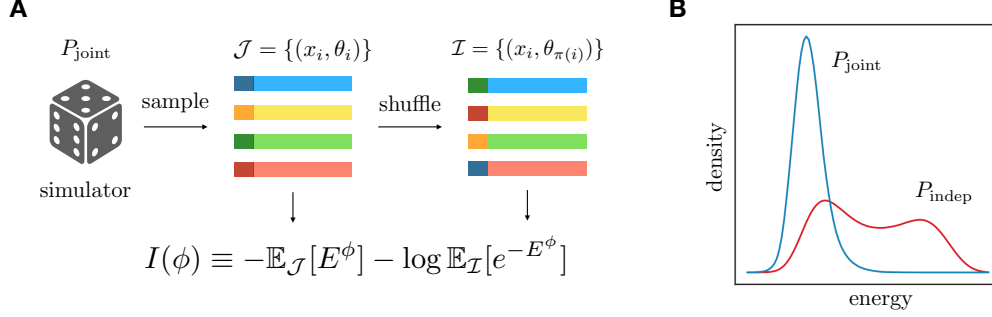 A
P_joint
𝒥 = {(x_i, θ_i)}
ℐ = {(x_i, θ_π(i))}
sample
shuffle
simulator
I(ϕ) ≡ −𝔼_𝒥[E^ϕ] − log 𝔼_ℐ[e^{−E^ϕ}]
B
P_joint
P_indep
density
energy